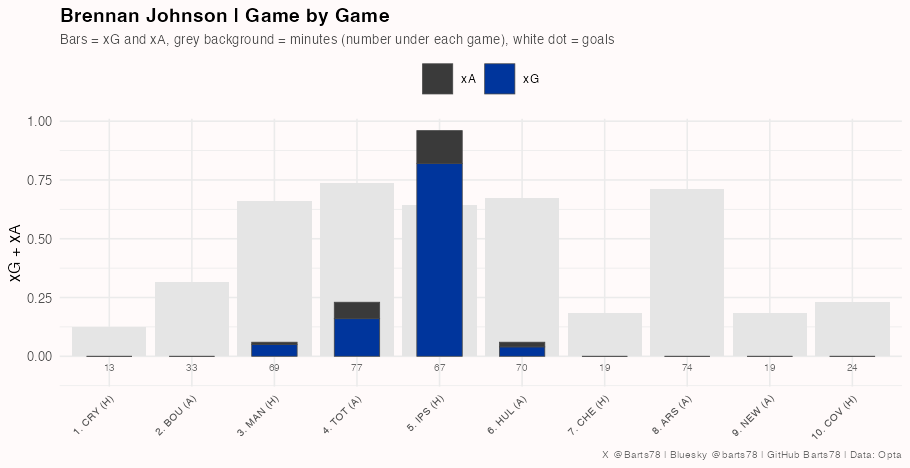 Brennan Johnson | Game by Game
Bars = xG and xA, grey background = minutes (number under each game), white dot = goals
xA xG
xG + xA
1.00
0.75
0.50
0.25
0.00
13 33 69 77 67 70 19 74 19 24
1. CRY (H) 2. BOU (A) 3. MAN (H) 4. TOT (A) 5. IPS (H) 6. HUL (A) 7. CHE (H) 8. ARS (A) 9. NEW (A) 10. COV (H)
X @Barts78 | Bluesky @barts78 | GitHub Barts78 | Data: Opta